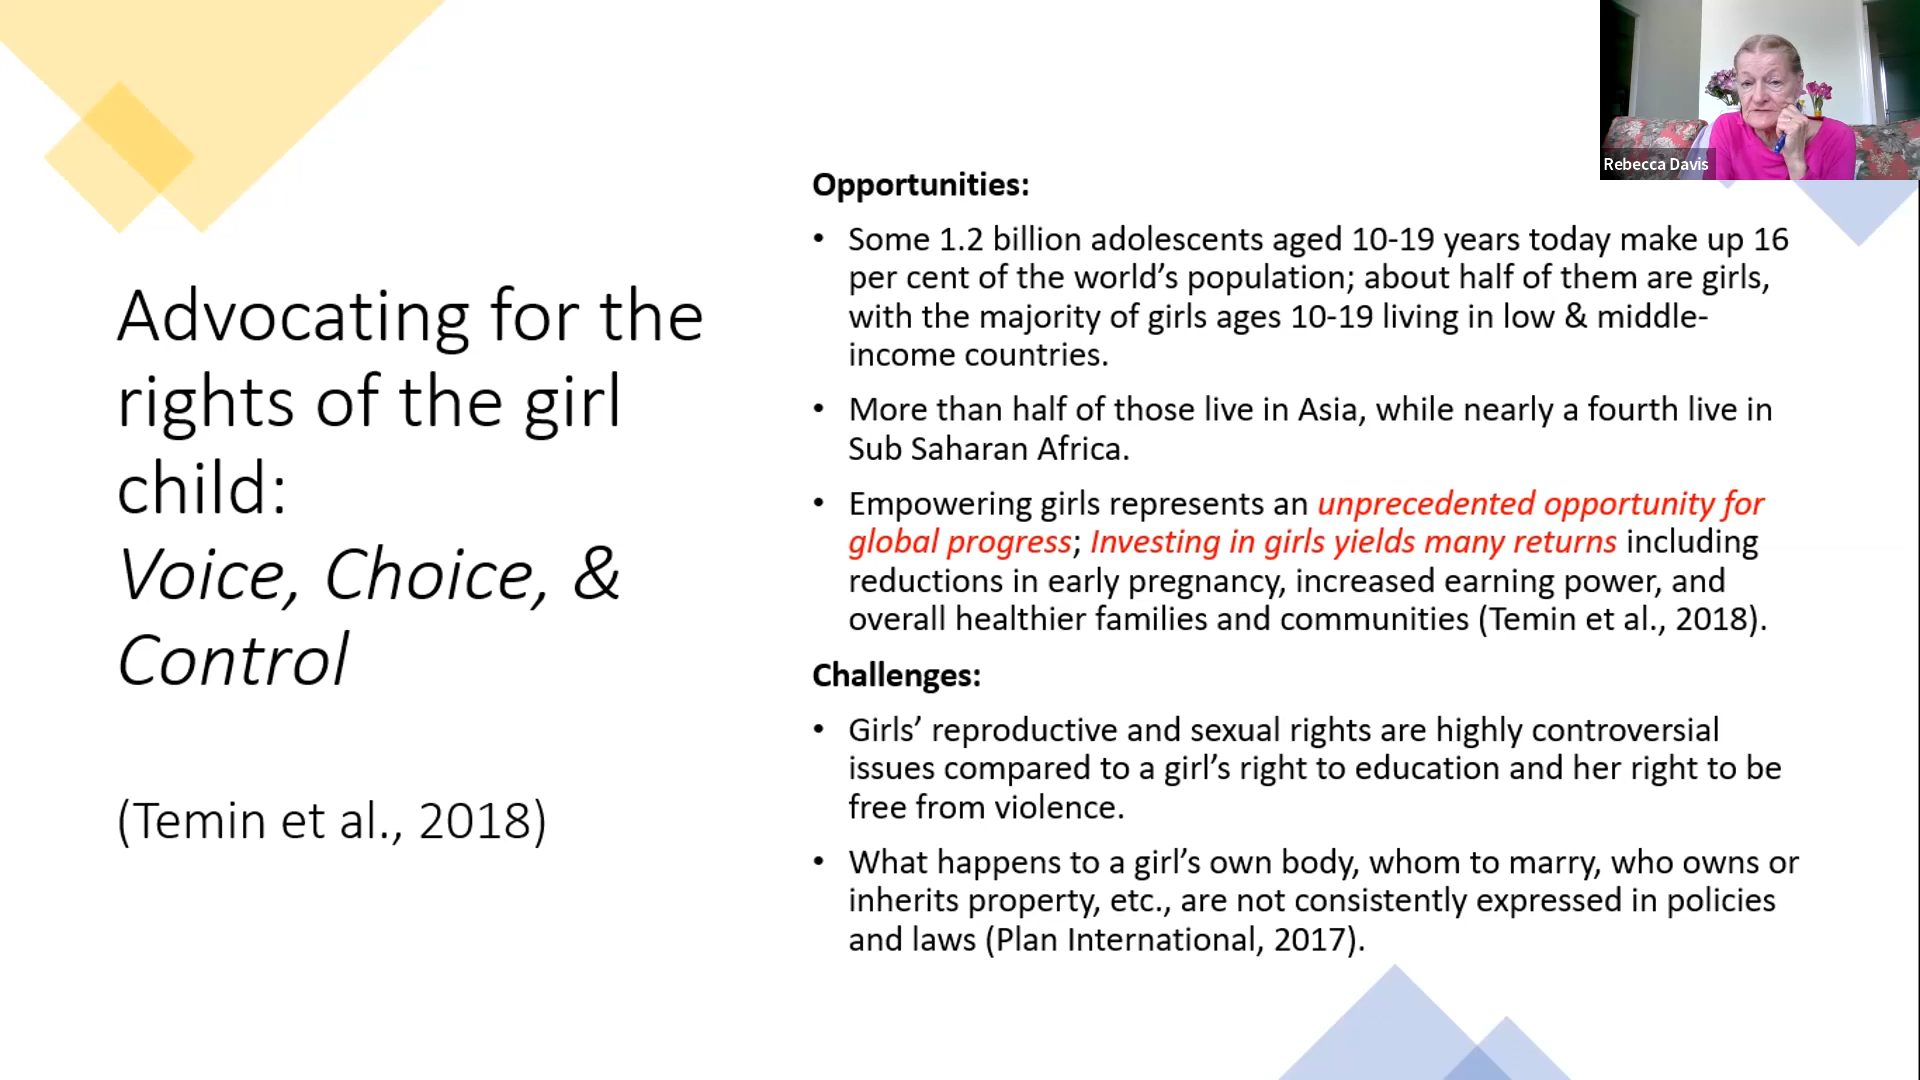 Advocating for the
rights of the girl
child:
Voice, Choice, &
Control
(Temin et al., 2018)
Opportunities:
• Some 1.2 billion adolescents aged 10-19 years today make up 16
per cent of the world’s population; about half of them are girls,
with the majority of girls ages 10-19 living in low & middle-
income countries.
• More than half of those live in Asia, while nearly a fourth live in
Sub Saharan Africa.
• Empowering girls represents an unprecedented opportunity for
global progress; Investing in girls yields many returns including
reductions in early pregnancy, increased earning power, and
overall healthier families and communities (Temin et al., 2018).
Challenges:
• Girls’ reproductive and sexual rights are highly controversial
issues compared to a girl’s right to education and her right to be
free from violence.
• What happens to a girl’s own body, whom to marry, who owns or
inherits property, etc., are not consistently expressed in policies
and laws (Plan International, 2017).
Rebecca Davis